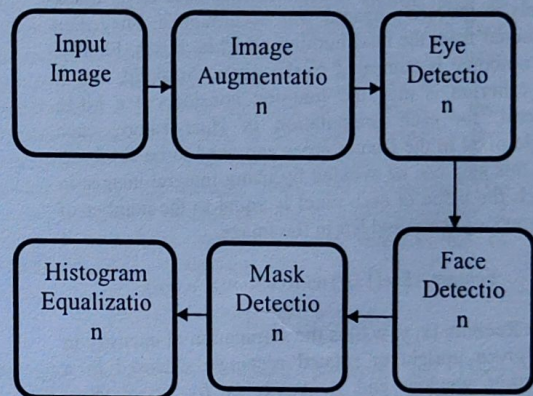 Input
Image
Image
Augmentatio
n
Eye
Detectio
n
Face
Detectio
n
Mask
Detectio
n
Histogram
Equalizatio
n